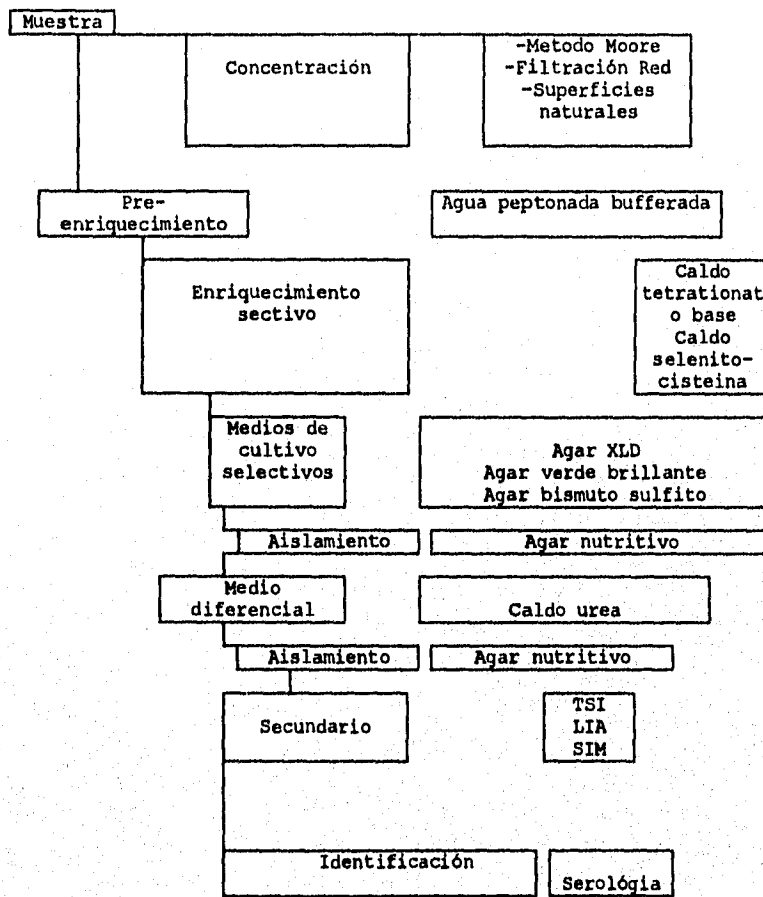 Muestra
Concentración
-Metodo Moore
-Filtración Red
-Superficies
naturales
Pre-
enriquecimiento
Agua peptonada bufferada
Enriquecimiento
sectivo
Caldo
tetrationat
o base
Caldo
selenito-
cisteina
Medios de
cultivo
selectivos
Agar XLD
Agar verde brillante
Agar bismuto sulfito
Aislamiento
Agar nutritivo
Medio
diferencial
Caldo urea
Aislamiento
Agar nutritivo
Secundario
TSI
LIA
SIM
Identificación
Serológia